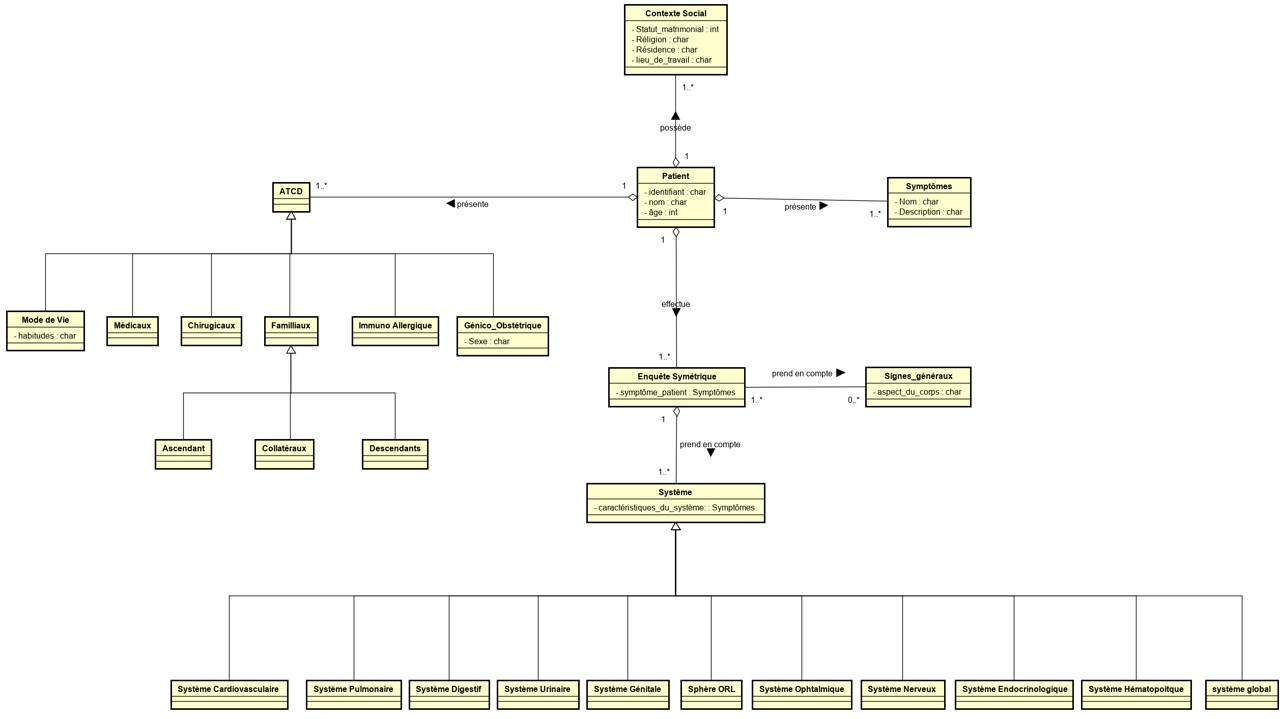 Contexte Social
- Statut_matrimonial : int
- Réligion : char
- Résidence : char
- lieu_de_travail : char
1..*
possède
1
Patient
- identifiant : char
- nom : char
- âge : int
ATCD
1..*
1
présente
1
présente
1..*
Symptômes
- Nom : char
- Description : char
1
effectue
1..*
Mode de Vie
- habitudes : char
Médicaux
Chirugicaux
Familliaux
Immuno Allergique
Génico_Obstétrique
- Sexe : char
Enquête Symétrique
- symptôme_patient : Symptômes
prend en compte
1..*
0..*
Signes_généraux
- aspect_du_corps : char
Ascendant
Collatéraux
Descendants
1
prend en compte
1..*
Système
- caractéristiques_du_système: : Symptômes
Système Cardiovasculaire
Système Pulmonaire
Système Digestif
Système Urinaire
Système Génitale
Sphère ORL
Système Ophtalmique
Système Nerveux
Système Endocrinologique
Système Hématopoitque
système global